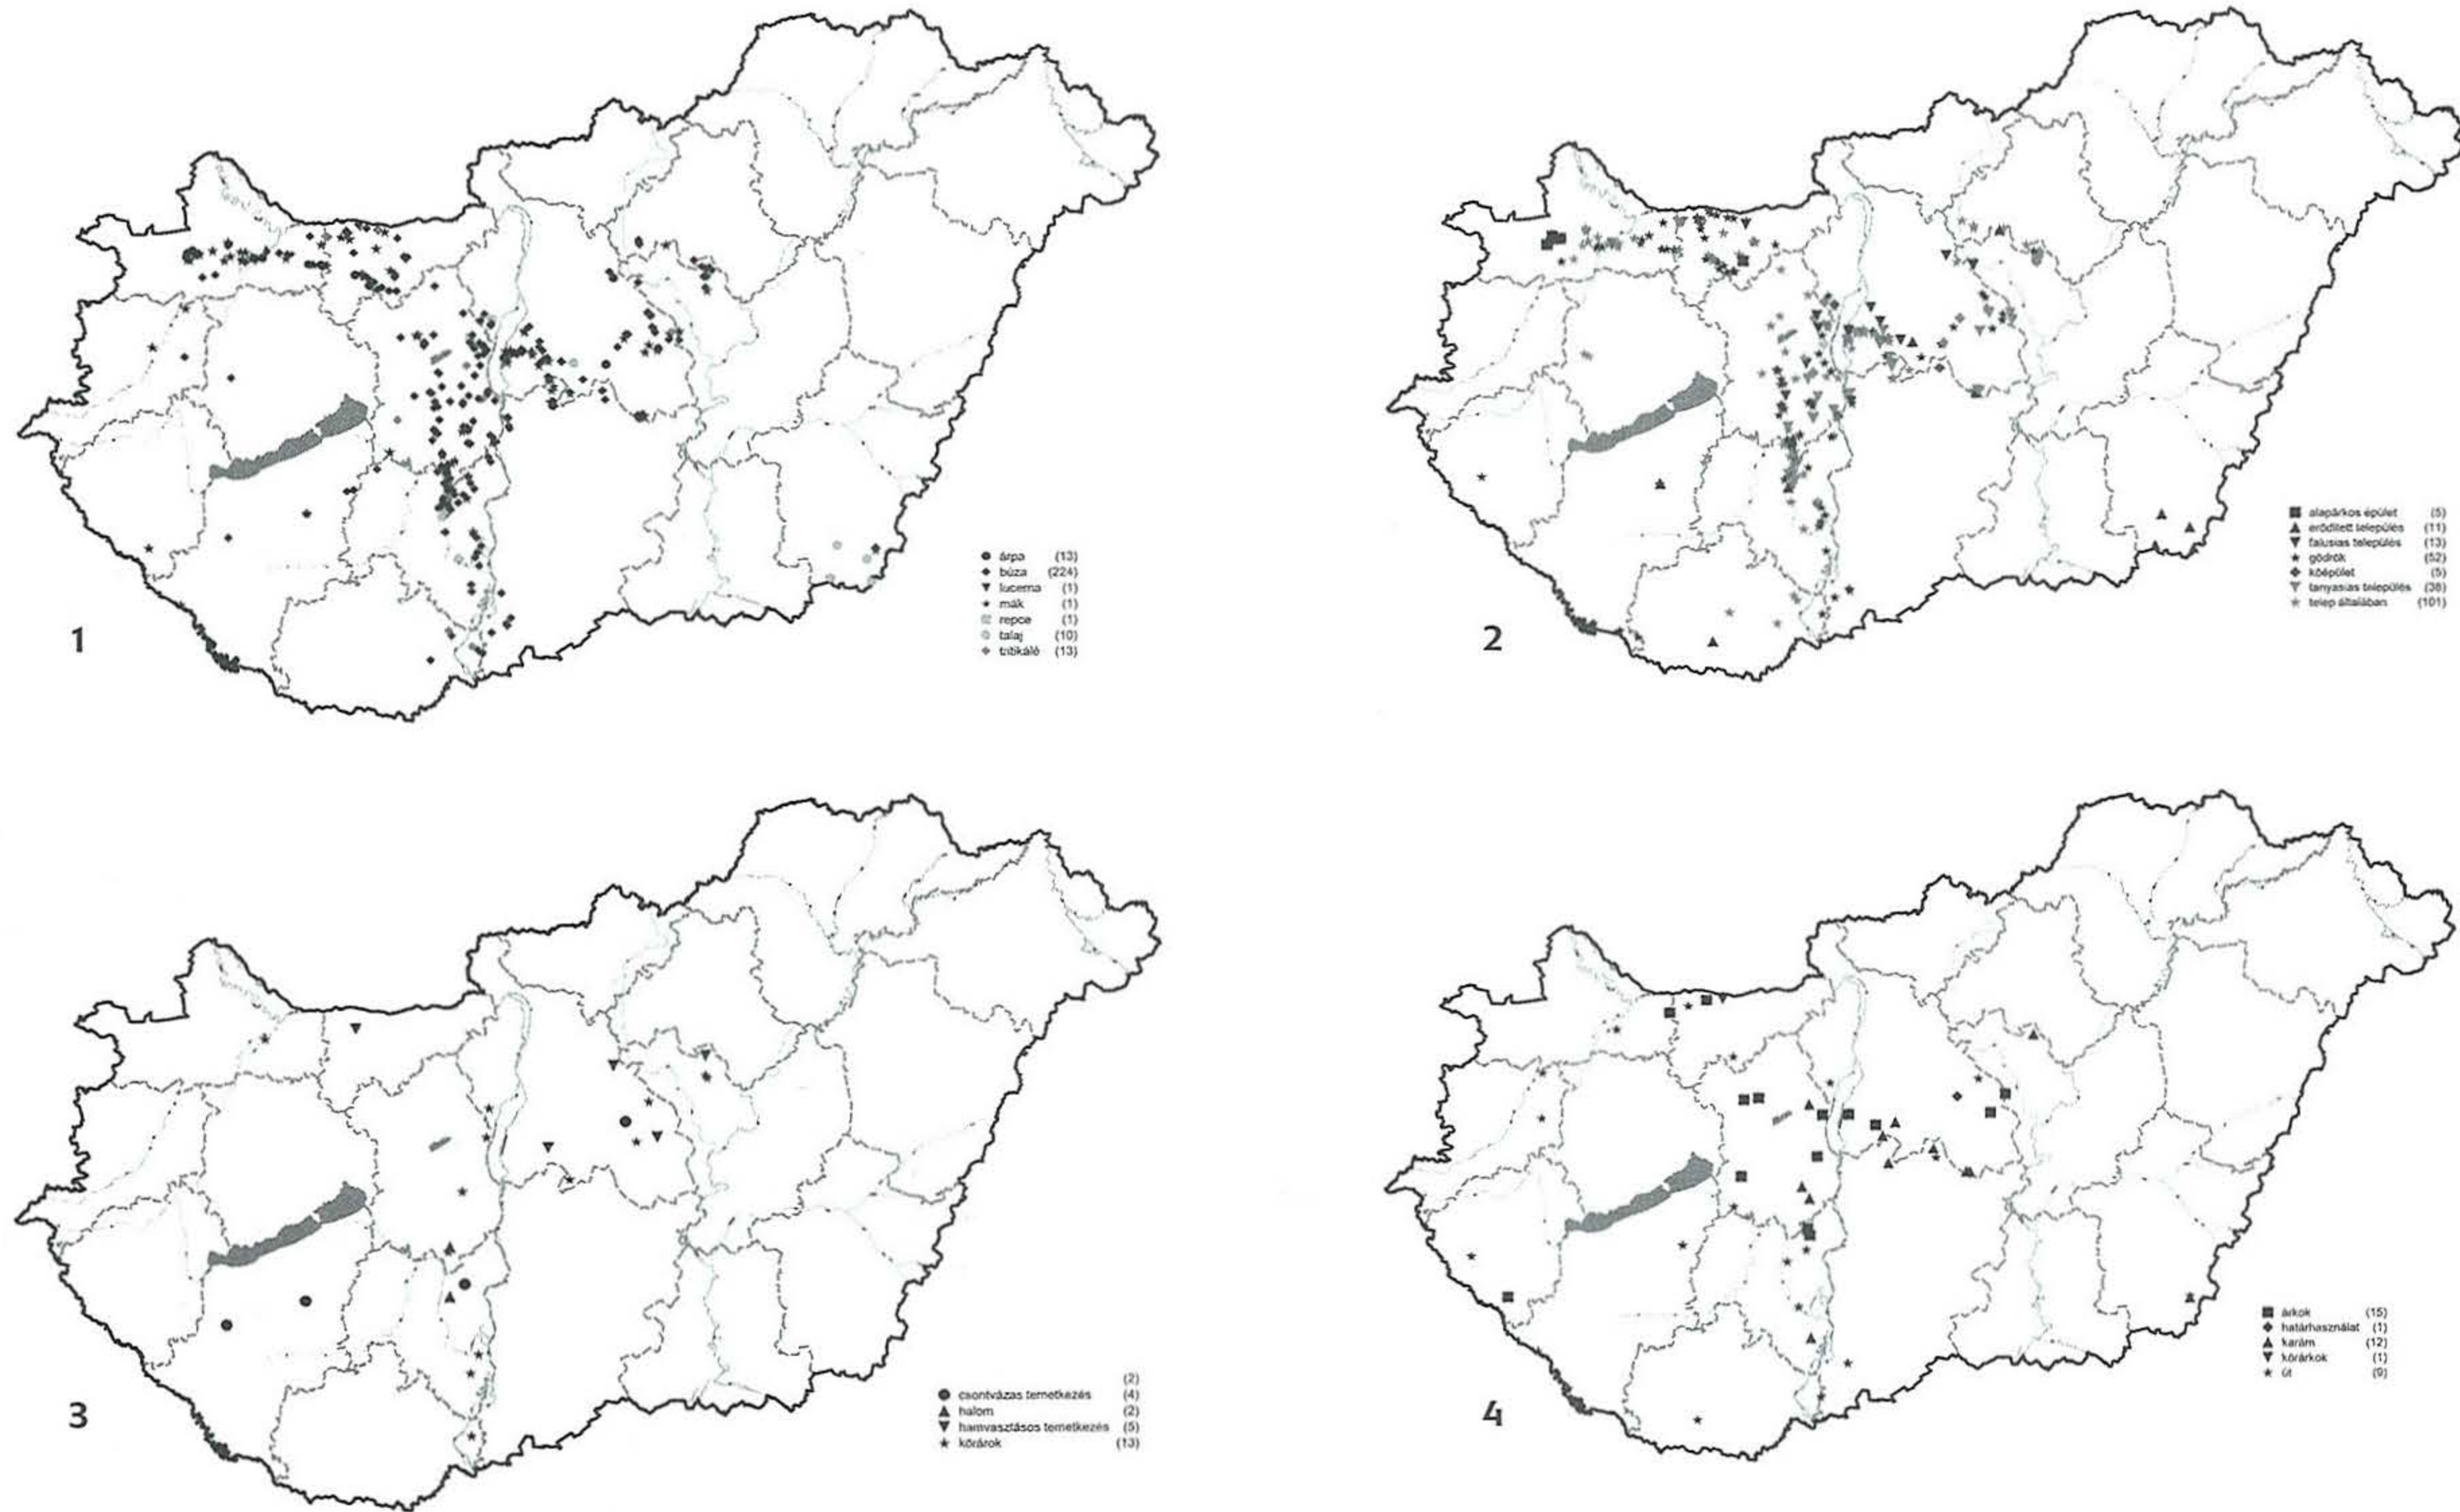 1
árpa (13)
búza (224)
lucerna (1)
mák (1)
repce (1)
talaj (10)
tritikálé (13)
2
alapárkos épület (5)
erődített település (11)
falusias település (13)
gödrök (52)
kőépület (5)
tanyasias település (38)
telep általában (101)
3
(2)
csontvázas temetkezés (4)
halom (2)
hamvasztásos temetkezés (5)
körárok (13)
4
árkok (15)
határhasználat (1)
karám (12)
körárkok (1)
út (9)